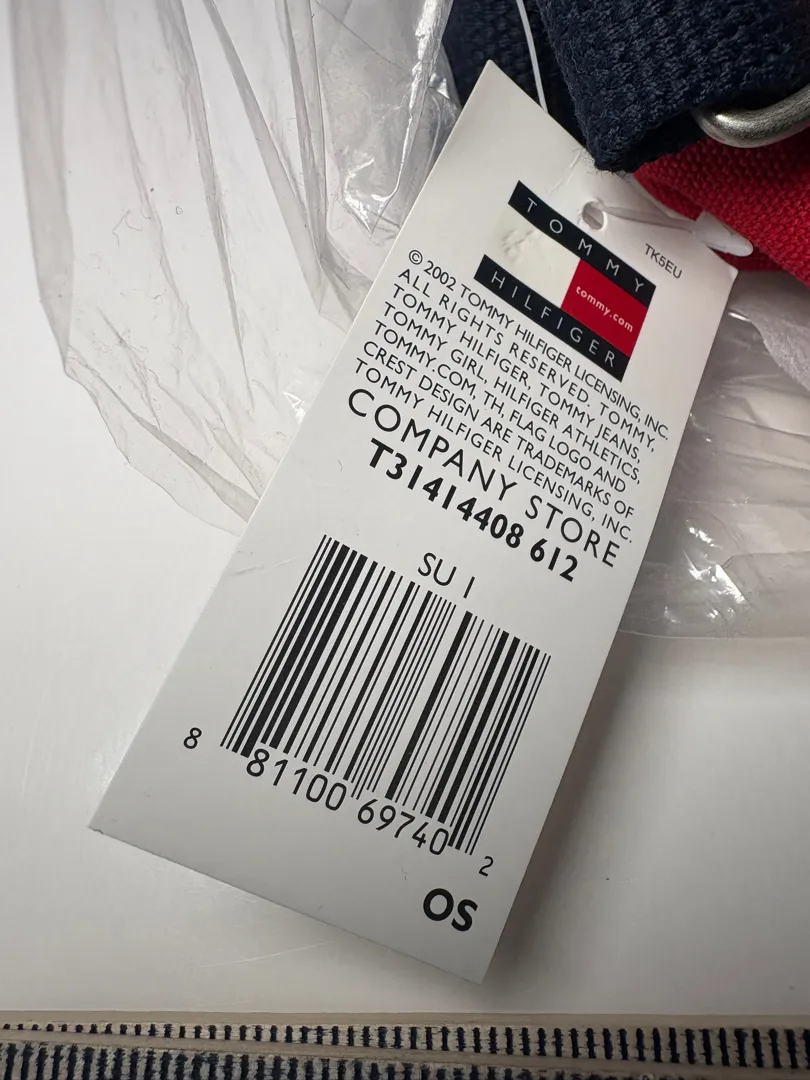 TK5EU
TOMMY
tommy.com
HILFIGER
© 2002 TOMMY HILFIGER LICENSING, INC.
ALL RIGHTS RESERVED. TOMMY,
TOMMY HILFIGER, TOMMY JEANS,
TOMMY GIRL, HILFIGER ATHLETICS,
TOMMY.COM, TH, FLAG LOGO AND
CREST DESIGN ARE TRADEMARKS OF
TOMMY HILFIGER LICENSING, INC.
COMPANY STORE
T31414408 612
SU 1
8 81100 69740 2
OS